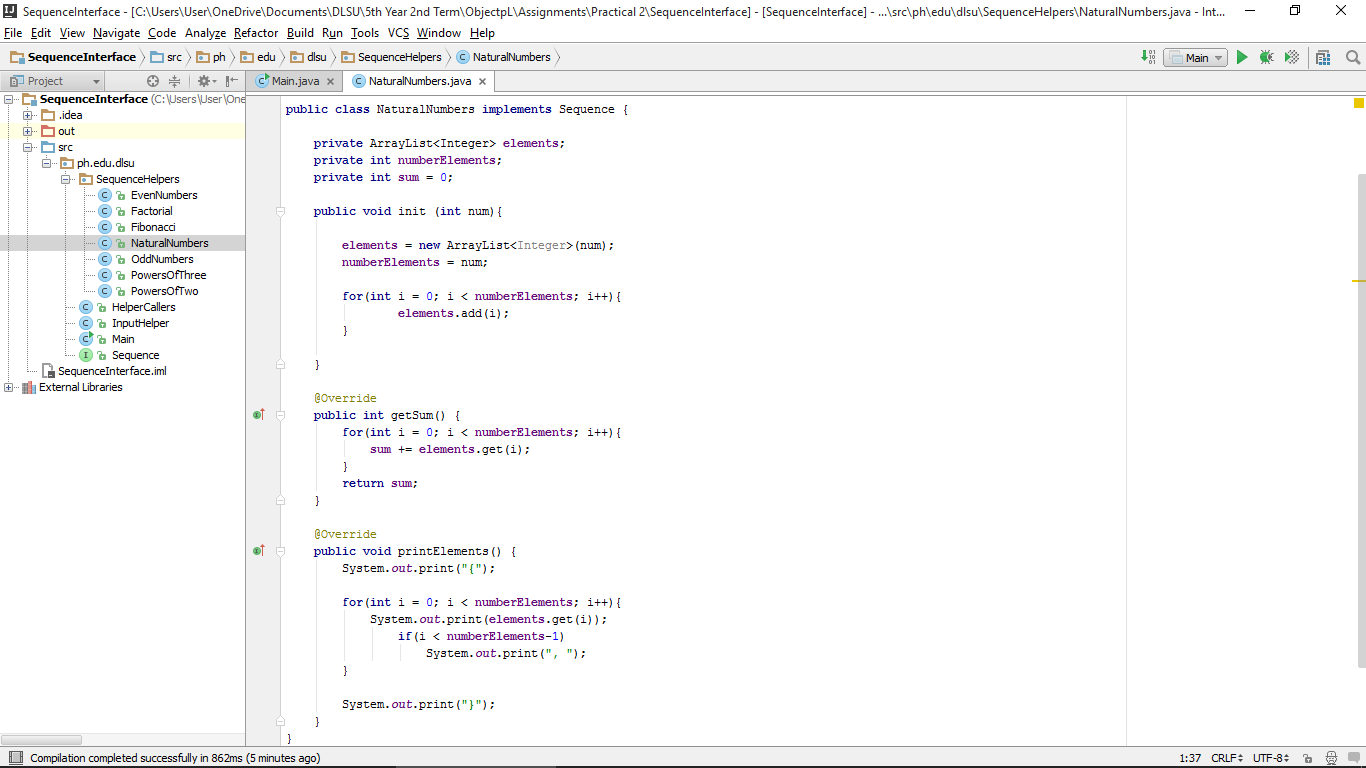 SequenceInterface - [C:\Users\User\OneDrive\Documents\DLSU\5th Year 2nd Term\ObjectpL\Assignments\Practical 2\SequenceInterface] - [SequenceInterface] - ...\src\ph\edu\dlsu\SequenceHelpers\NaturalNumbers.java - Int...
File Edit View Navigate Code Analyze Refactor Build Run Tools VCS Window Help
SequenceInterface src ph edu dlsu SequenceHelpers NaturalNumbers Main
Project Main.java NaturalNumbers.java
SequenceInterface (C:\Users\User\One
.idea
out
src
ph.edu.dlsu
SequenceHelpers
EvenNumbers
Factorial
Fibonacci
NaturalNumbers
OddNumbers
PowersOfThree
PowersOfTwo
HelperCallers
InputHelper
Main
Sequence
SequenceInterface.iml
External Libraries
public class NaturalNumbers implements Sequence {
private ArrayList<Integer> elements;
private int numberElements;
private int sum = 0;
public void init (int num){
elements = new ArrayList<Integer>(num);
numberElements = num;
for(int i = 0; i < numberElements; i++){
elements.add(i);
}
}
@Override
public int getSum() {
for(int i = 0; i < numberElements; i++){
sum += elements.get(i);
}
return sum;
}
@Override
public void printElements() {
System.out.print("{");
for(int i = 0; i < numberElements; i++){
System.out.print(elements.get(i));
if(i < numberElements-1)
System.out.print(", ");
}
System.out.print("}");
}
}
Compilation completed successfully in 862ms (5 minutes ago) 1:37 CRLF UTF-8